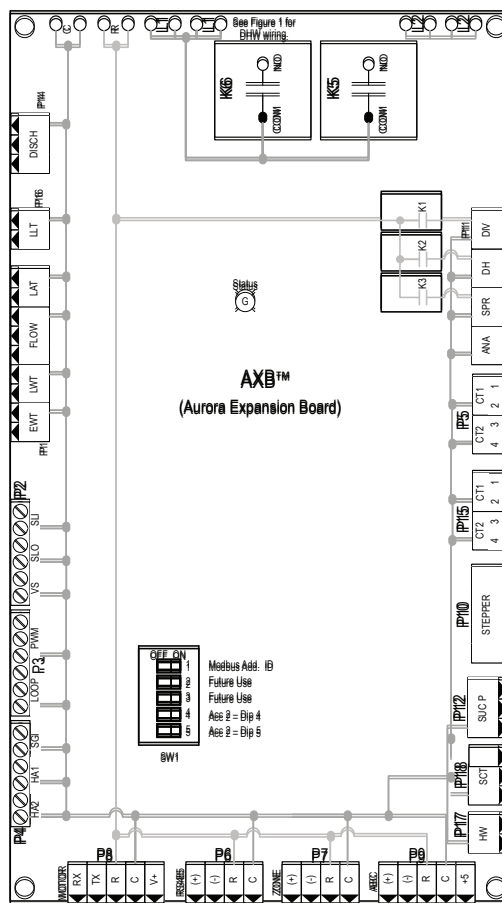 C
R
L1
L1
See Figure 1 for
DHW wiring.
L2
L2
K6
NO
COM
K5
NO
COM
P14
DISCH
P16
LLT
LAT
FLOW
LWT
EWT
P1
K1
K2
K3
P11
DIV
DH
SPR
ANA
Status
G
AXB™
(Aurora Expansion Board)
P5
CT1
1
2
CT2
3
4
P15
CT1
1
2
CT2
3
4
P2
SLI
SLO
VS
P10
STEPPER
P3
PWM
LOOP
OFF ON
1 Modbus Add. ID
2 Future Use
3 Future Use
4 Acc 2 - Dip 4
5 Acc 2 - Dip 5
SW1
P12
SUC P
P4
SGI
HA1
HA2
P18
SCT
P17
HW
P8
MOTOR
RX
TX
R
C
V+
P6
RS485
(+)
(-)
R
C
P7
ZONE
(+)
(-)
R
C
P9
ABC
(+)
(-)
R
C
+5